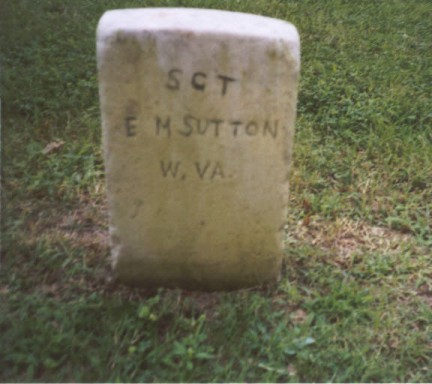 SGT
E M SUTTON
W. VA.